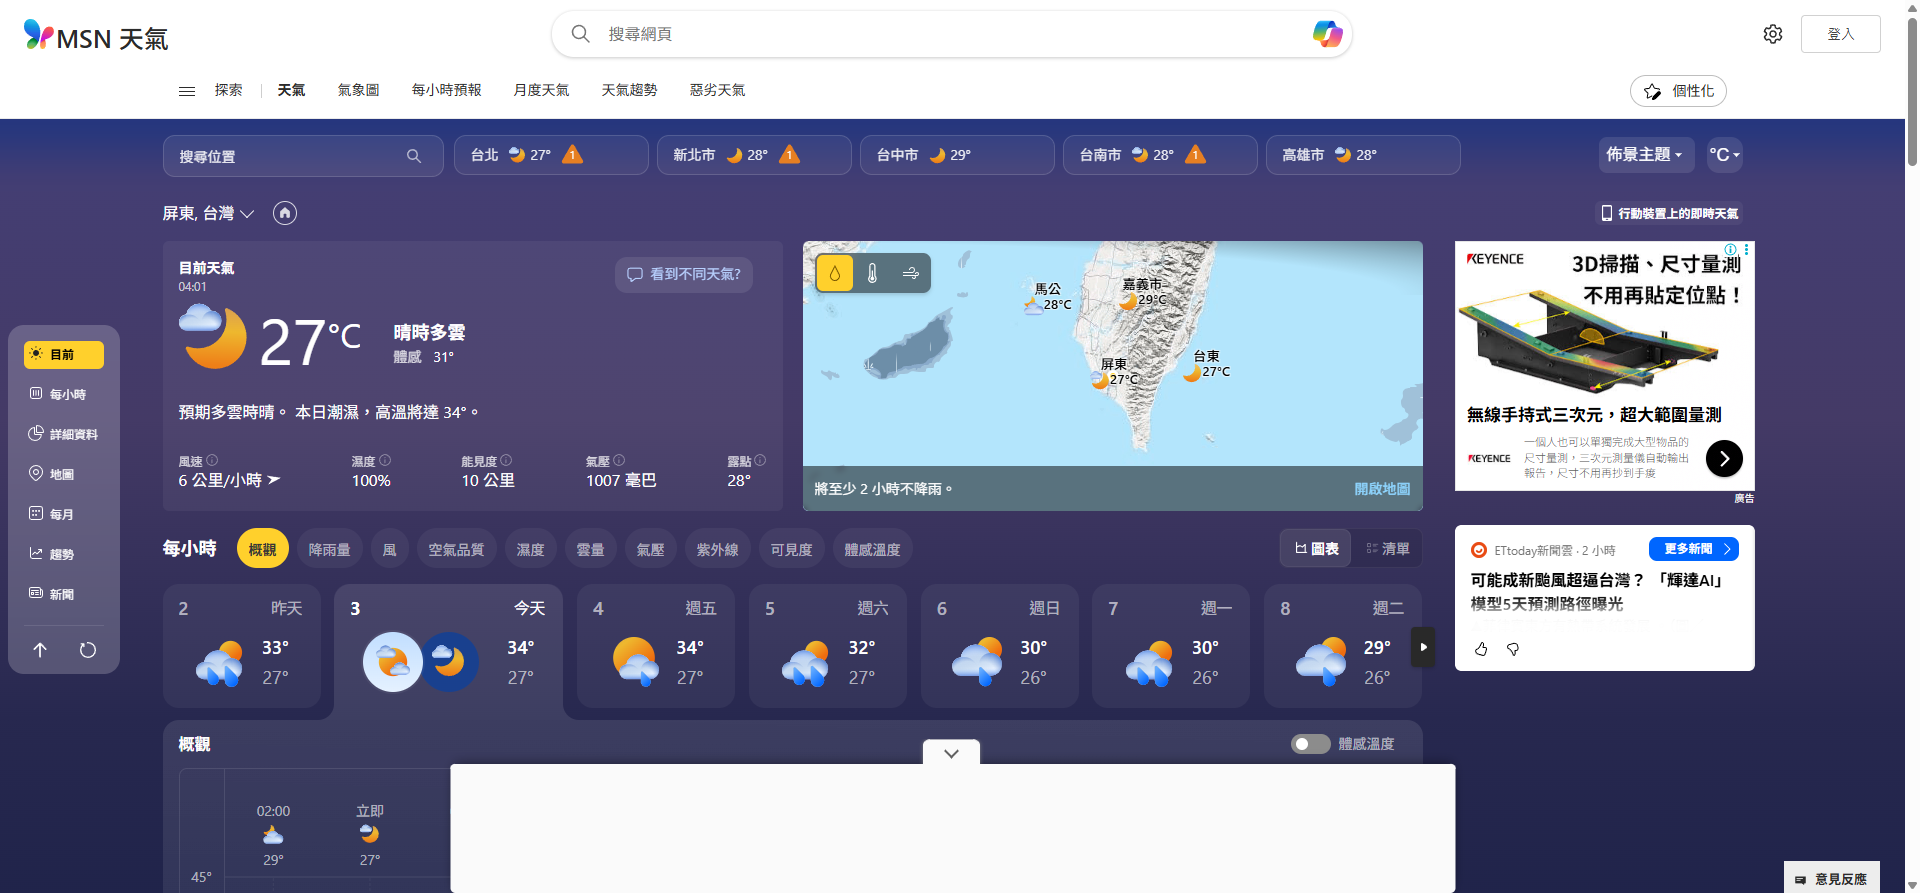 MSN 天氣
搜尋網頁
登入
探索
天氣
氣象圖
每小時預報
月度天氣
天氣趨勢
惡劣天氣
個性化
搜尋位置
台北 27° 1
新北市 28° 1
台中市 29°
台南市 28° 1
高雄市 28°
佈景主題
°C
屏東, 台灣
行動裝置上的即時天氣
目前
每小時
詳細資料
地圖
每月
趨勢
新聞
目前天氣
04:01
看到不同天氣?
27°C
晴時多雲
體感 31°
預期多雲時晴。 本日潮濕，高溫將達 34°。
風速
6 公里/小時
濕度
100%
能見度
10 公里
氣壓
1007 毫巴
露點
28°
馬公
28°C
嘉義市
29°C
屏東
27°C
台東
27°C
將至少 2 小時不降雨。
開啟地圖
KEYENCE
3D掃描、尺寸量測
不用再貼定位點！
無線手持式三次元，超大範圍量測
KEYENCE
一個人也可以單獨完成大型物品的
尺寸量測，三次元測量儀自動輸出
報告，尺寸不用再抄到手痠
廣告
ETtoday新聞雲 · 2 小時
更多新聞
可能成新颱風超逼台灣？ 「輝達AI」
模型5天預測路徑曝光
每小時
概觀
降雨量
風
空氣品質
濕度
雲量
氣壓
紫外線
可見度
體感溫度
圖表
清單
2 昨天
33°
27°
3 今天
34°
27°
4 週五
34°
27°
5 週六
32°
27°
6 週日
30°
26°
7 週一
30°
26°
8 週二
29°
26°
概觀
體感溫度
02:00
29°
立即
27°
45°
意見反應